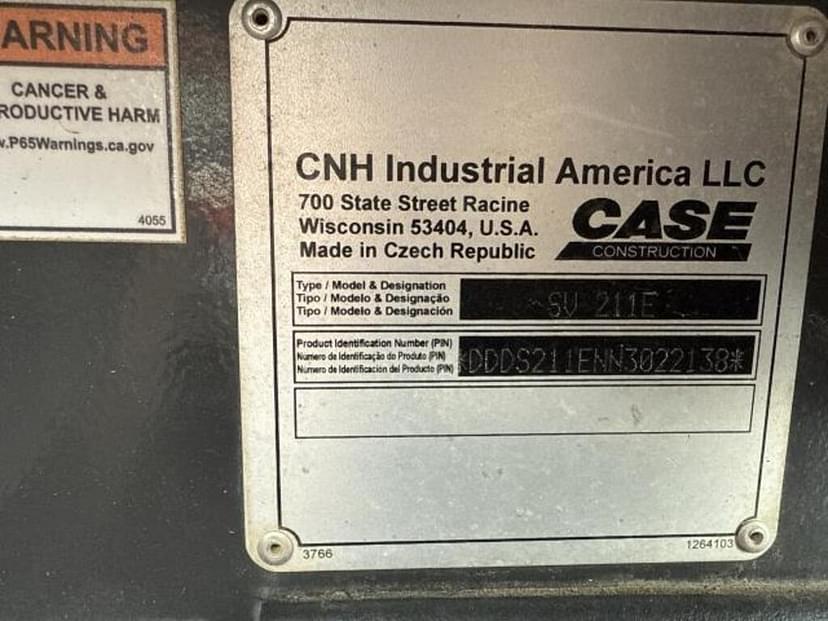 ARNING
CANCER &
RODUCTIVE HARM
.P65Warnings.ca.gov
4055
CNH Industrial America LLC
700 State Street Racine
Wisconsin 53404, U.S.A.
Made in Czech Republic
CASE
CONSTRUCTION
Type / Model & Designation
Tipo / Modelo & Designação
Tipo / Modelo & Designación
SV 211E
Product Identification Number (PIN)
Número de Identificação do Produto (PIN)
Número de Identificación del Producto (PIN)
*DDDS211ENN3022138*
3766
1264103